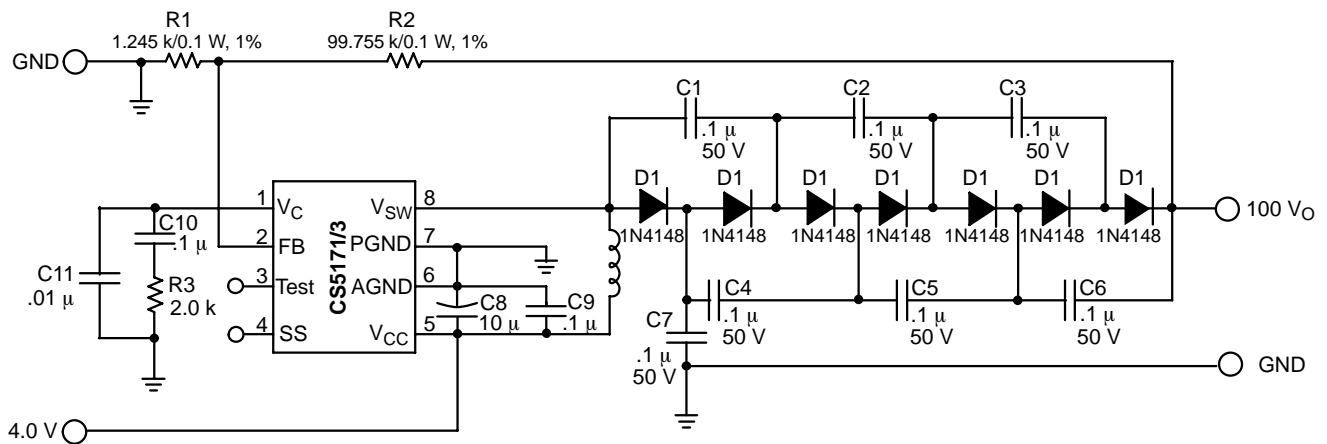 R1
1.245 k/0.1 W, 1%
R2
99.755 k/0.1 W, 1%
GND
C1
.1 μ
50 V
C2
.1 μ
50 V
C3
.1 μ
50 V
D1
1N4148
D1
1N4148
D1
1N4148
D1
1N4148
D1
1N4148
D1
1N4148
D1
1N4148
100 VO
1
VC
2
FB
3
Test
4
SS
CS5171/3
VSW
8
PGND
7
AGND
6
VCC
5
C10
.1 μ
C11
.01 μ
R3
2.0 k
C8
10 μ
C9
.1 μ
C4
.1 μ
50 V
C5
.1 μ
50 V
C6
.1 μ
50 V
C7
.1 μ
50 V
GND
4.0 V